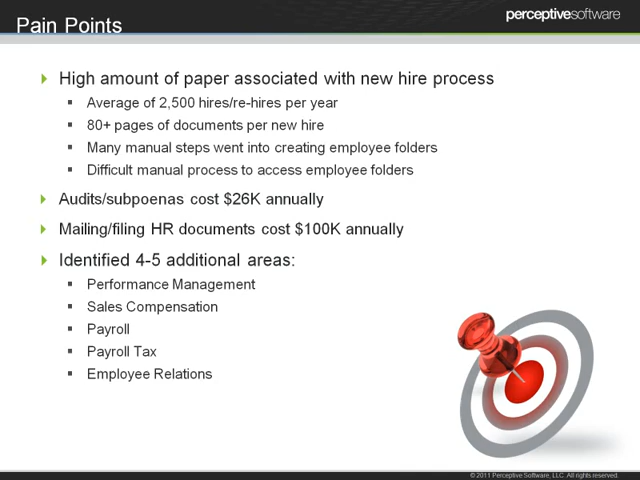 Pain Points
perceptivesoftware
High amount of paper associated with new hire process
Average of 2,500 hires/re-hires per year
80+ pages of documents per new hire
Many manual steps went into creating employee folders
Difficult manual process to access employee folders
Audits/subpoenas cost $26K annually
Mailing/filing HR documents cost $100K annually
Identified 4-5 additional areas:
Performance Management
Sales Compensation
Payroll
Payroll Tax
Employee Relations
© 2011 Perceptive Software, LLC. All rights reserved.